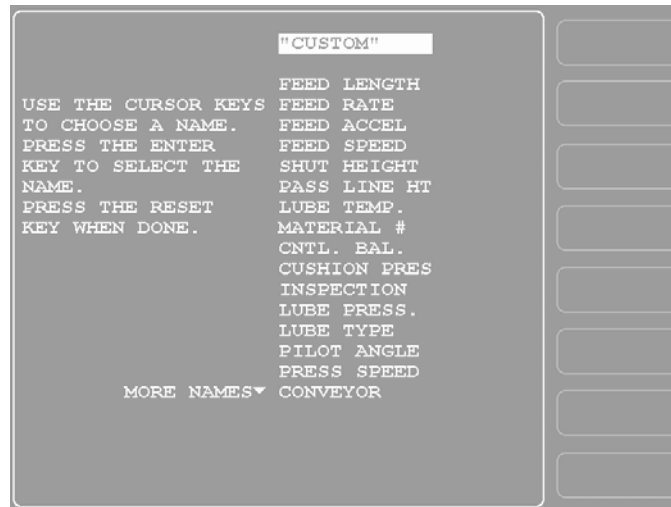 "CUSTOM"
FEED LENGTH
USE THE CURSOR KEYS FEED RATE
TO CHOOSE A NAME. FEED ACCEL
PRESS THE ENTER FEED SPEED
KEY TO SELECT THE SHUT HEIGHT
NAME. PASS LINE HT
PRESS THE RESET LUBE TEMP.
KEY WHEN DONE. MATERIAL #
CNTL. BAL.
CUSHION PRES
INSPECTION
LUBE PRESS.
LUBE TYPE
PILOT ANGLE
PRESS SPEED
MORE NAMES▼ CONVEYOR